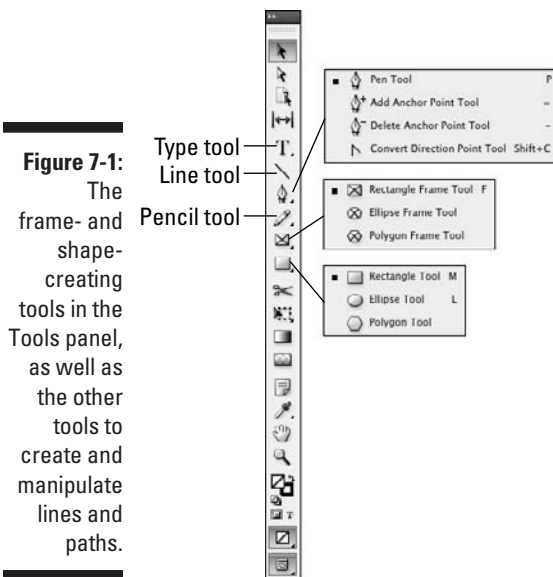 Figure 7-1:
The
frame- and
shape-
creating
tools in the
Tools panel,
as well as
the other
tools to
create and
manipulate
lines and
paths.
Type tool
Line tool
Pencil tool
Pen Tool P
Add Anchor Point Tool =
Delete Anchor Point Tool -
Convert Direction Point Tool Shift+C
Rectangle Frame Tool F
Ellipse Frame Tool
Polygon Frame Tool
Rectangle Tool M
Ellipse Tool L
Polygon Tool